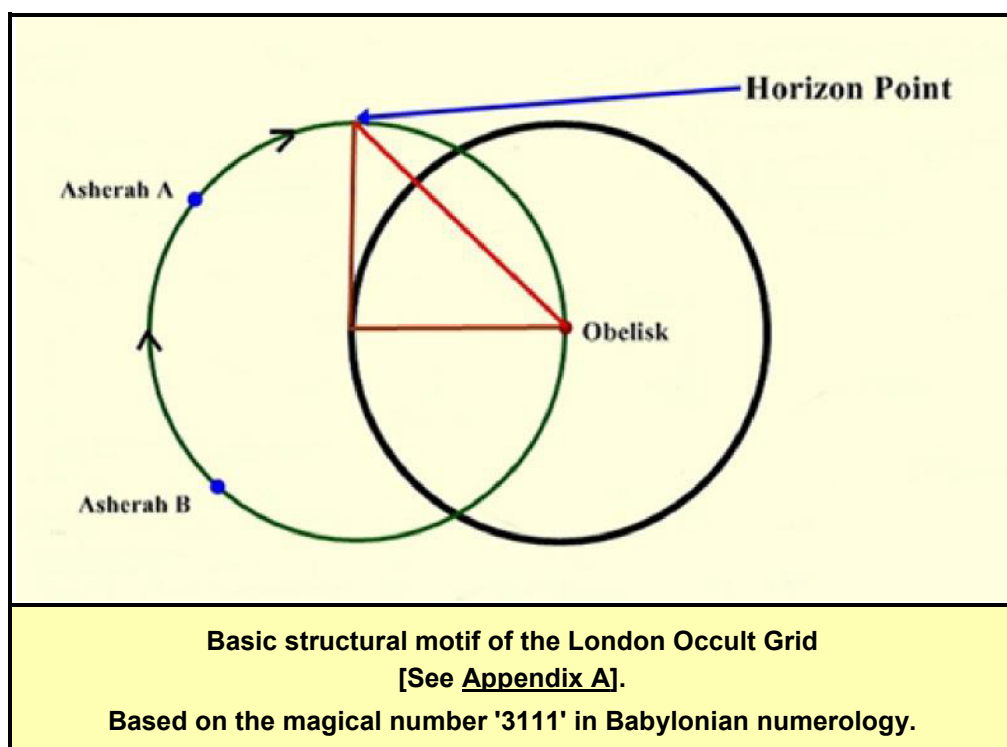 Horizon Point
Asherah A
Obelisk
Asherah B
Basic structural motif of the London Occult Grid
[See Appendix A].
Based on the magical number '3111' in Babylonian numerology.